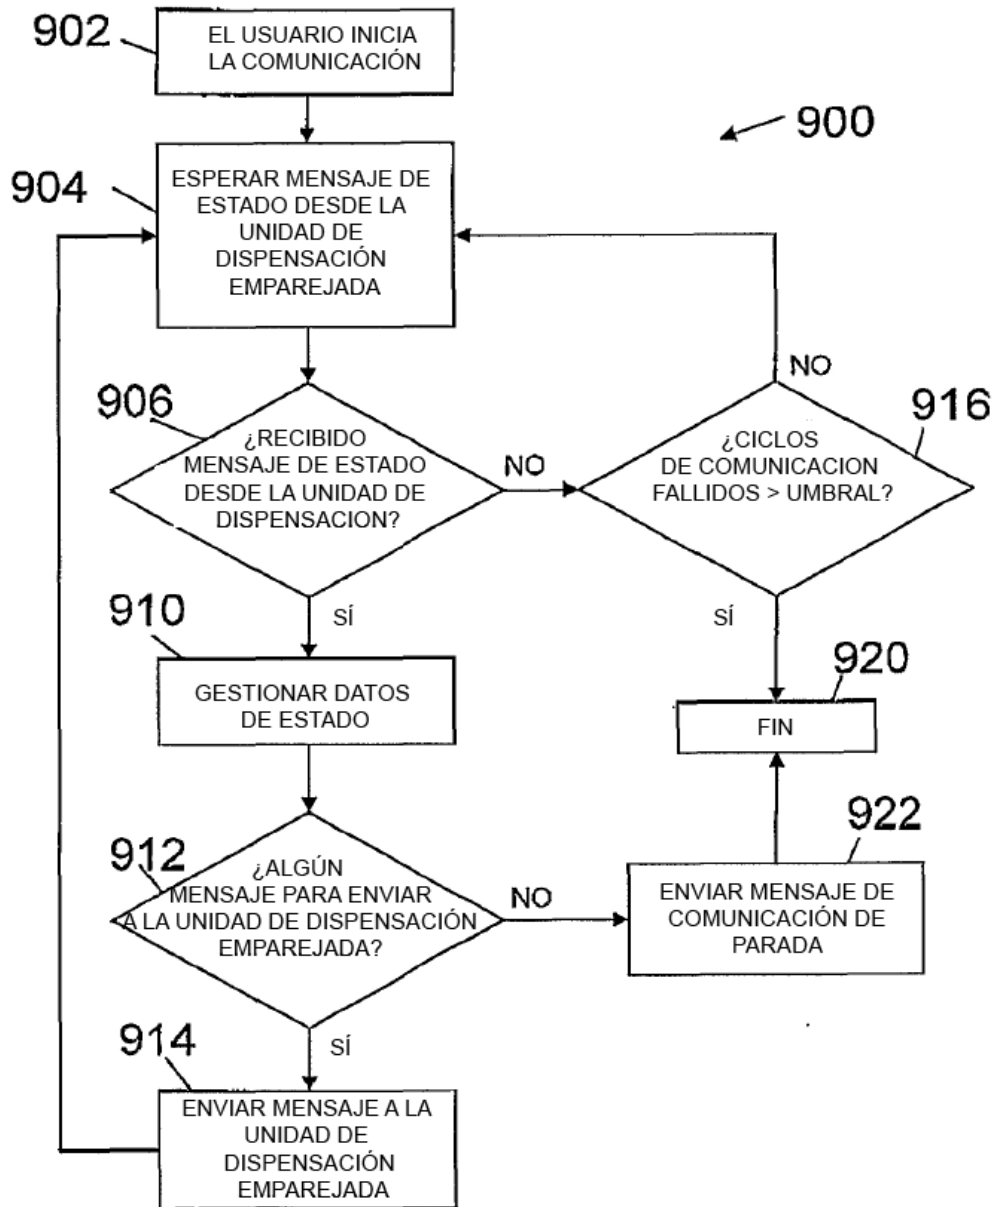 902
EL USUARIO INICIA
LA COMUNICACIÓN
900
904
ESPERAR MENSAJE DE
ESTADO DESDE LA
UNIDAD DE
DISPENSACIÓN
EMPAREJADA
906
¿RECIBIDO
MENSAJE DE ESTADO
DESDE LA UNIDAD DE
DISPENSACION?
NO
NO
916
¿CICLOS
DE COMUNICACION
FALLIDOS > UMBRAL?
SÍ
SÍ
910
GESTIONAR DATOS
DE ESTADO
920
FIN
912
¿ALGÚN
MENSAJE PARA ENVIAR
A LA UNIDAD DE DISPENSACIÓN
EMPAREJADA?
NO
922
ENVIAR MENSAJE DE
COMUNICACIÓN DE
PARADA
SÍ
914
ENVIAR MENSAJE A LA
UNIDAD DE
DISPENSACIÓN
EMPAREJADA